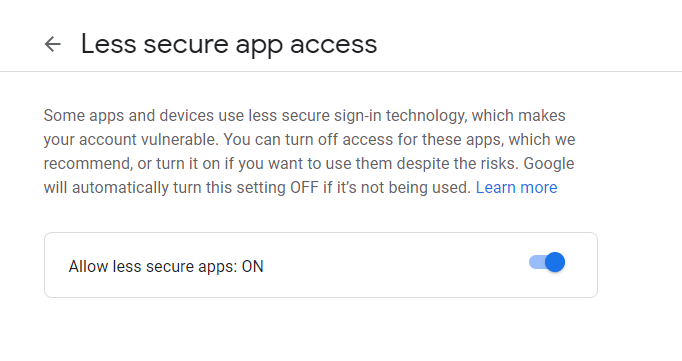 Less secure app access
Some apps and devices use less secure sign-in technology, which makes
your account vulnerable. You can turn off access for these apps, which we
recommend, or turn it on if you want to use them despite the risks. Google
will automatically turn this setting OFF if it's not being used. Learn more
Allow less secure apps: ON